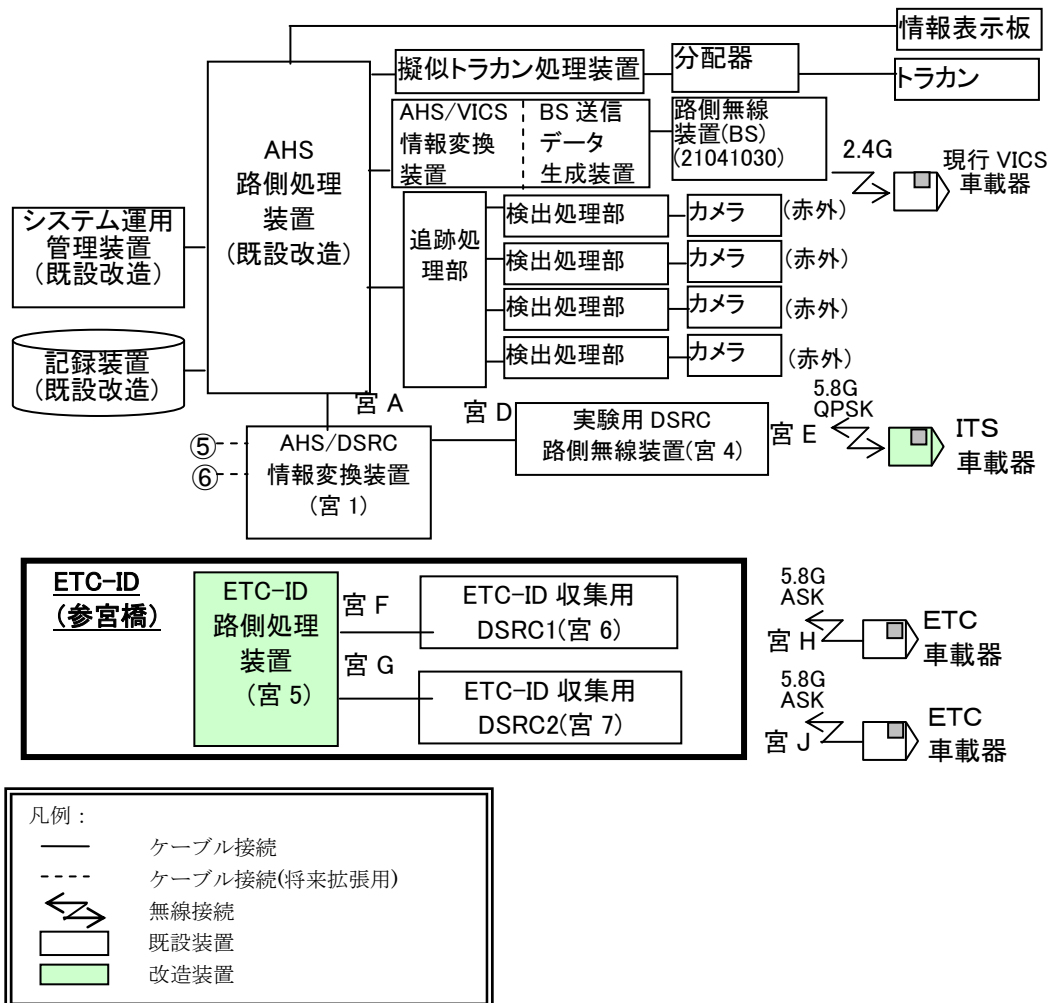 情報表示板
擬似トラカン処理装置
分配器
トラカン
AHS
路側処理
装置
(既設改造)
AHS/VICS
情報変換
装置
BS 送信
データ
生成装置
路側無線
装置(BS)
(21041030)
2.4G
現行 VICS
車載器
システム運用
管理装置
(既設改造)
追跡処
理部
検出処理部
カメラ
(赤外)
検出処理部
カメラ
(赤外)
検出処理部
カメラ
(赤外)
検出処理部
カメラ
(赤外)
記録装置
(既設改造)
宮 A
宮 D
実験用 DSRC
路側無線装置(宮 4)
宮 E
5.8G
QPSK
ITS
車載器
⑤
⑥
AHS/DSRC
情報変換装置
(宮 1)
ETC-ID
(参宮橋)
ETC-ID
路側処理
装置
(宮 5)
宮 F
宮 G
ETC-ID 収集用
DSRC1(宮 6)
ETC-ID 収集用
DSRC2(宮 7)
5.8G
ASK
宮 H
ETC
車載器
5.8G
ASK
宮 J
ETC
車載器
凡例：
ケーブル接続
ケーブル接続(将来拡張用)
無線接続
既設装置
改造装置